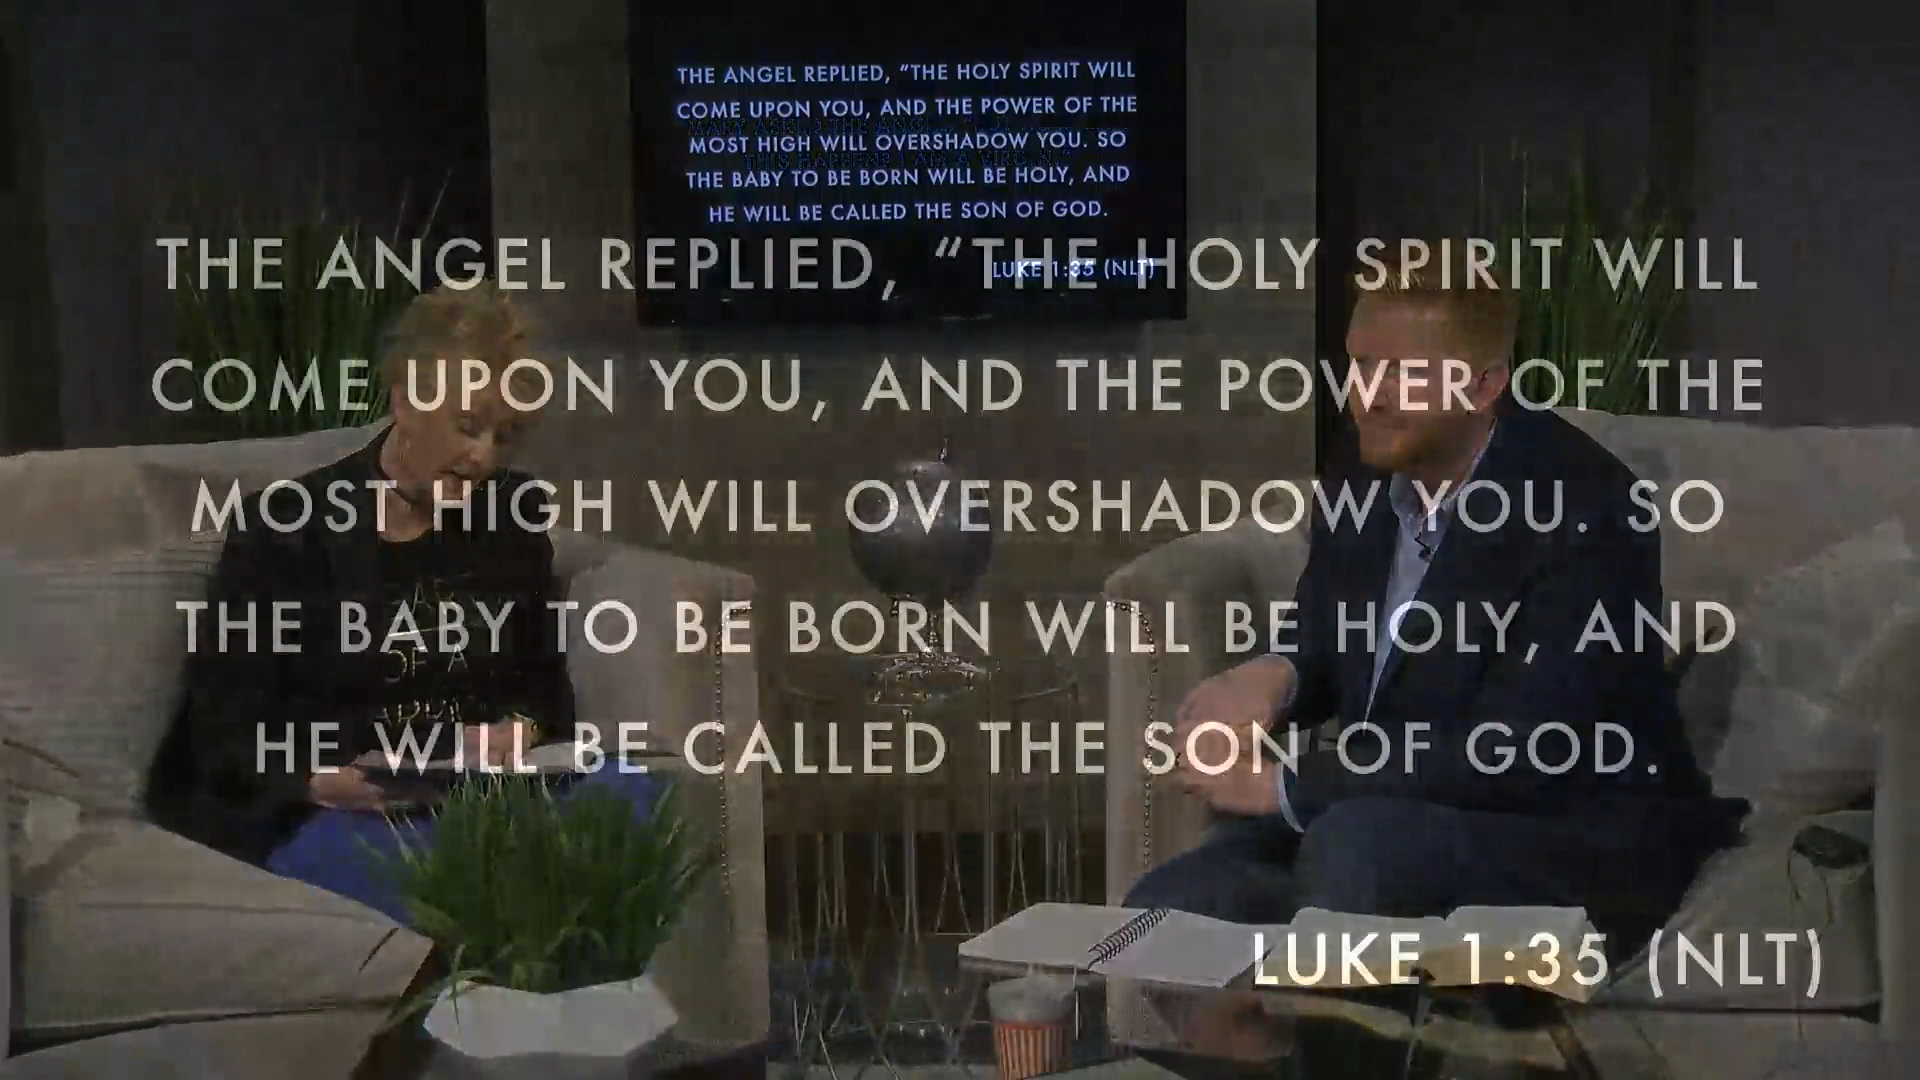 THE ANGEL REPLIED, “THE HOLY SPIRIT WILL
COME UPON YOU, AND THE POWER OF THE
MOST HIGH WILL OVERSHADOW YOU. SO
THE BABY TO BE BORN WILL BE HOLY, AND
HE WILL BE CALLED THE SON OF GOD.
LUKE 1:35 (NLT)
THE ANGEL REPLIED, “THE HOLY SPIRIT WILL
COME UPON YOU, AND THE POWER OF THE
MOST HIGH WILL OVERSHADOW YOU. SO
THE BABY TO BE BORN WILL BE HOLY, AND
HE WILL BE CALLED THE SON OF GOD.
LUKE 1:35 (NLT)
OF A